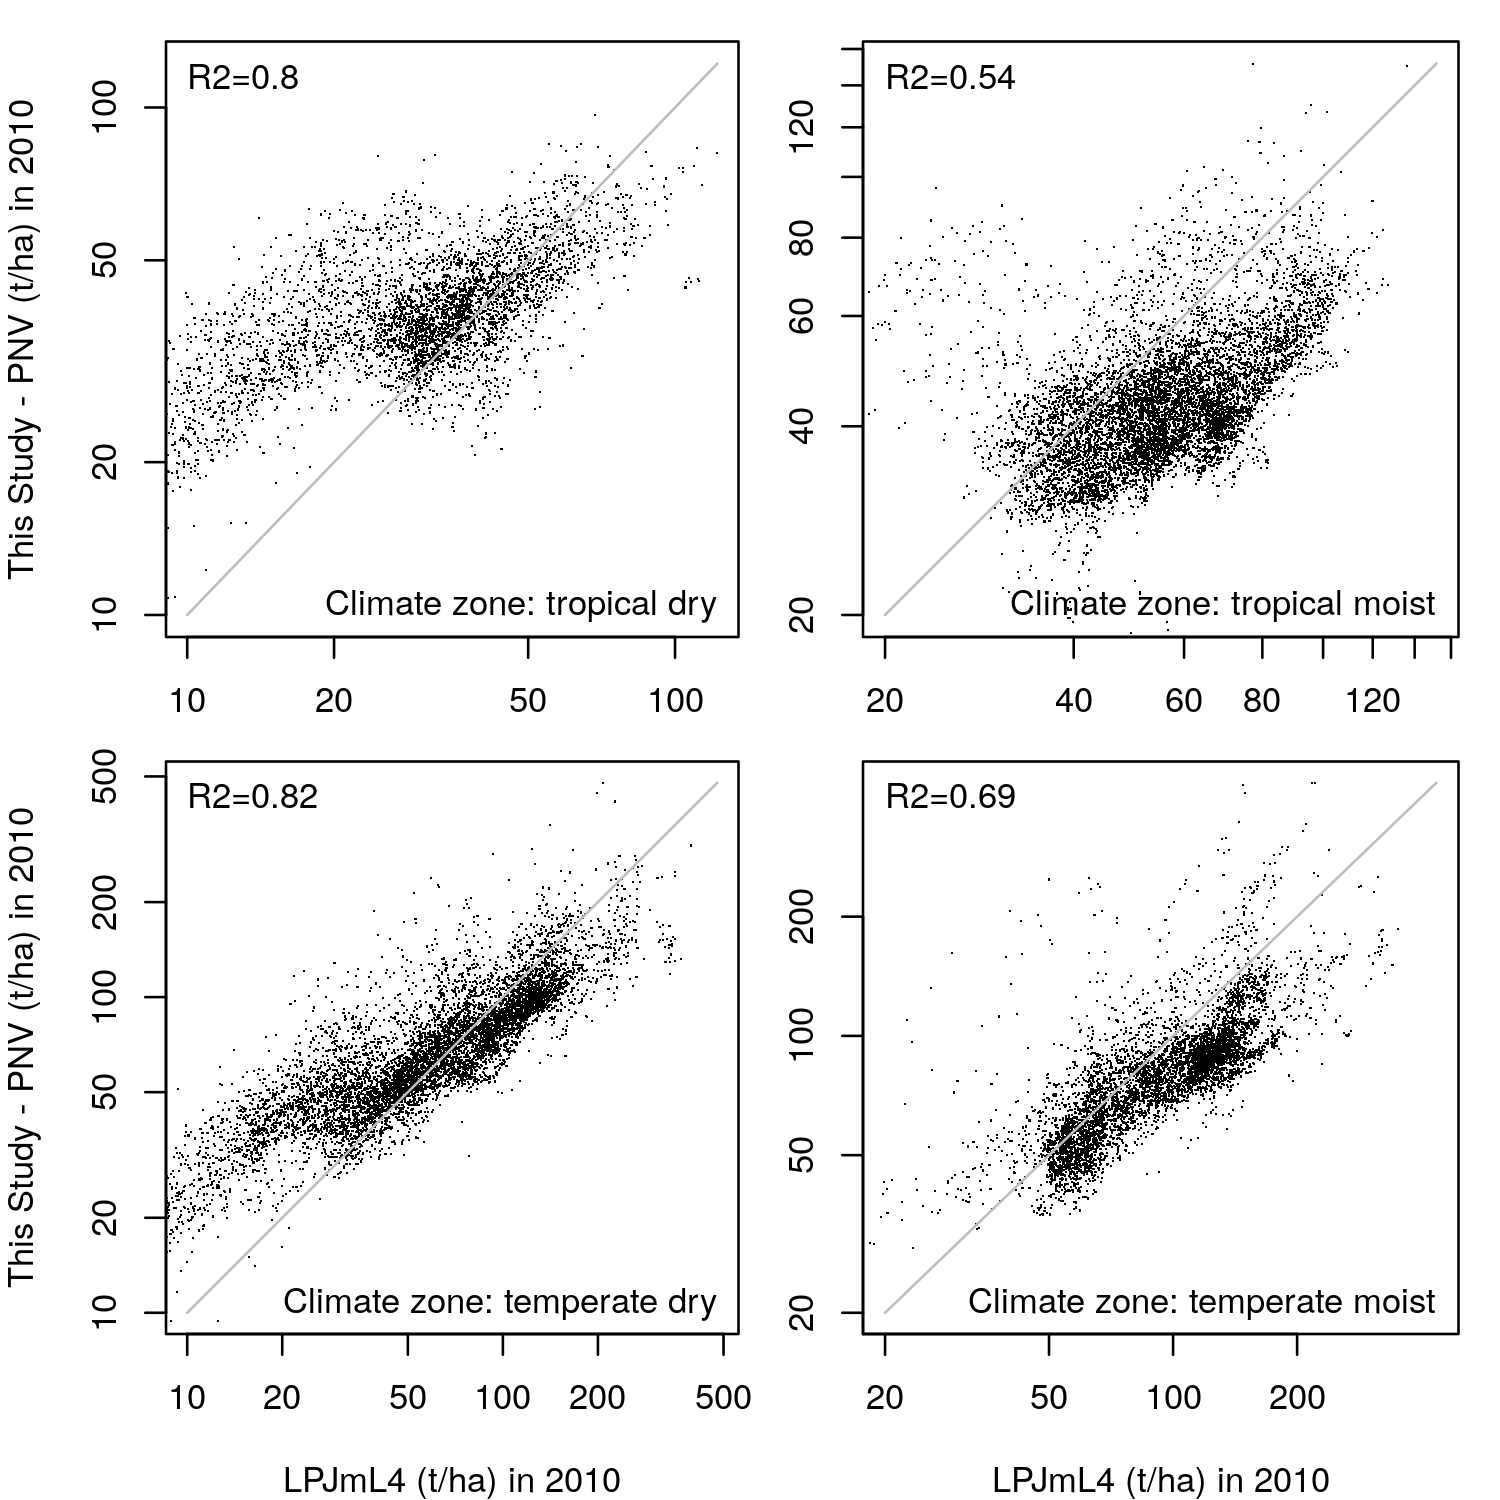 R2=0.8
This Study - PNV (t/ha) in 2010
100
50
20
10
Climate zone: tropical dry
10 20 50 100
R2=0.54
120
80
60
40
20
Climate zone: tropical moist
20 40 60 80 120
R2=0.82
This Study - PNV (t/ha) in 2010
500
200
100
50
20
10
Climate zone: temperate dry
10 20 50 100 200 500
LPJmL4 (t/ha) in 2010
R2=0.69
200
100
50
20
Climate zone: temperate moist
20 50 100 200
LPJmL4 (t/ha) in 2010